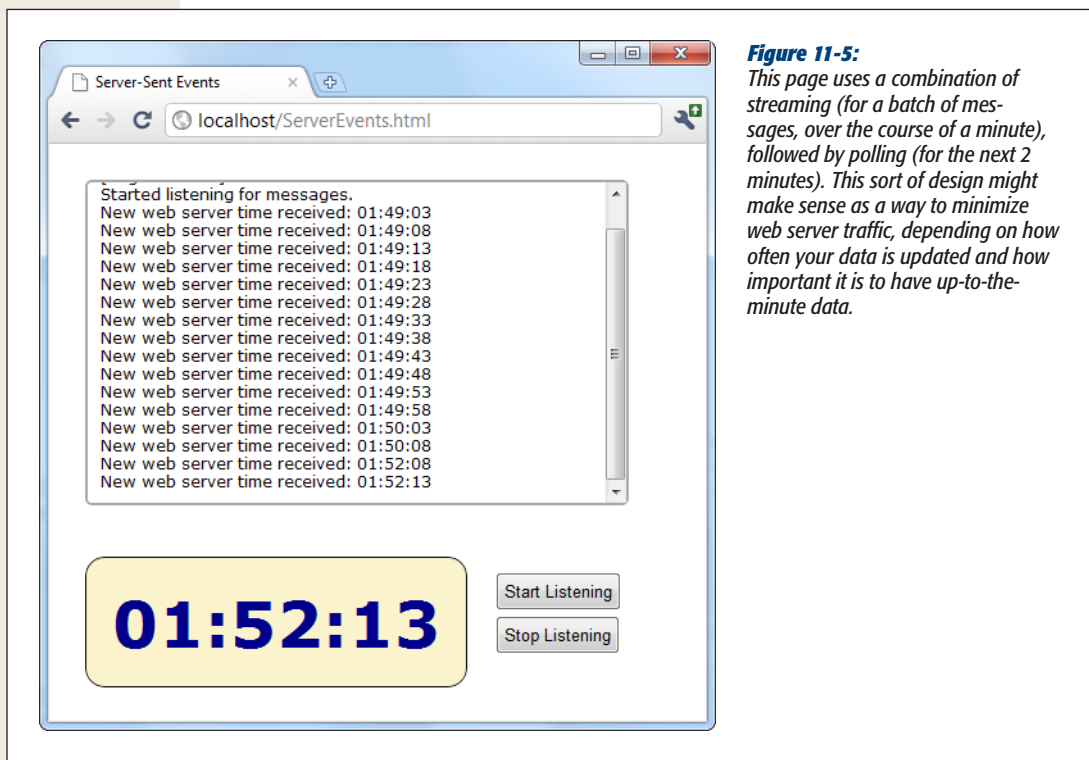 Server-Sent Events
localhost/ServerEvents.html
Started listening for messages.
New web server time received: 01:49:03
New web server time received: 01:49:08
New web server time received: 01:49:13
New web server time received: 01:49:18
New web server time received: 01:49:23
New web server time received: 01:49:28
New web server time received: 01:49:33
New web server time received: 01:49:38
New web server time received: 01:49:43
New web server time received: 01:49:48
New web server time received: 01:49:53
New web server time received: 01:49:58
New web server time received: 01:50:03
New web server time received: 01:50:08
New web server time received: 01:52:08
New web server time received: 01:52:13
01:52:13
Start Listening
Stop Listening
Figure 11-5:
This page uses a combination of
streaming (for a batch of mes-
sages, over the course of a minute),
followed by polling (for the next 2
minutes). This sort of design might
make sense as a way to minimize
web server traffic, depending on how
often your data is updated and how
important it is to have up-to-the-
minute data.